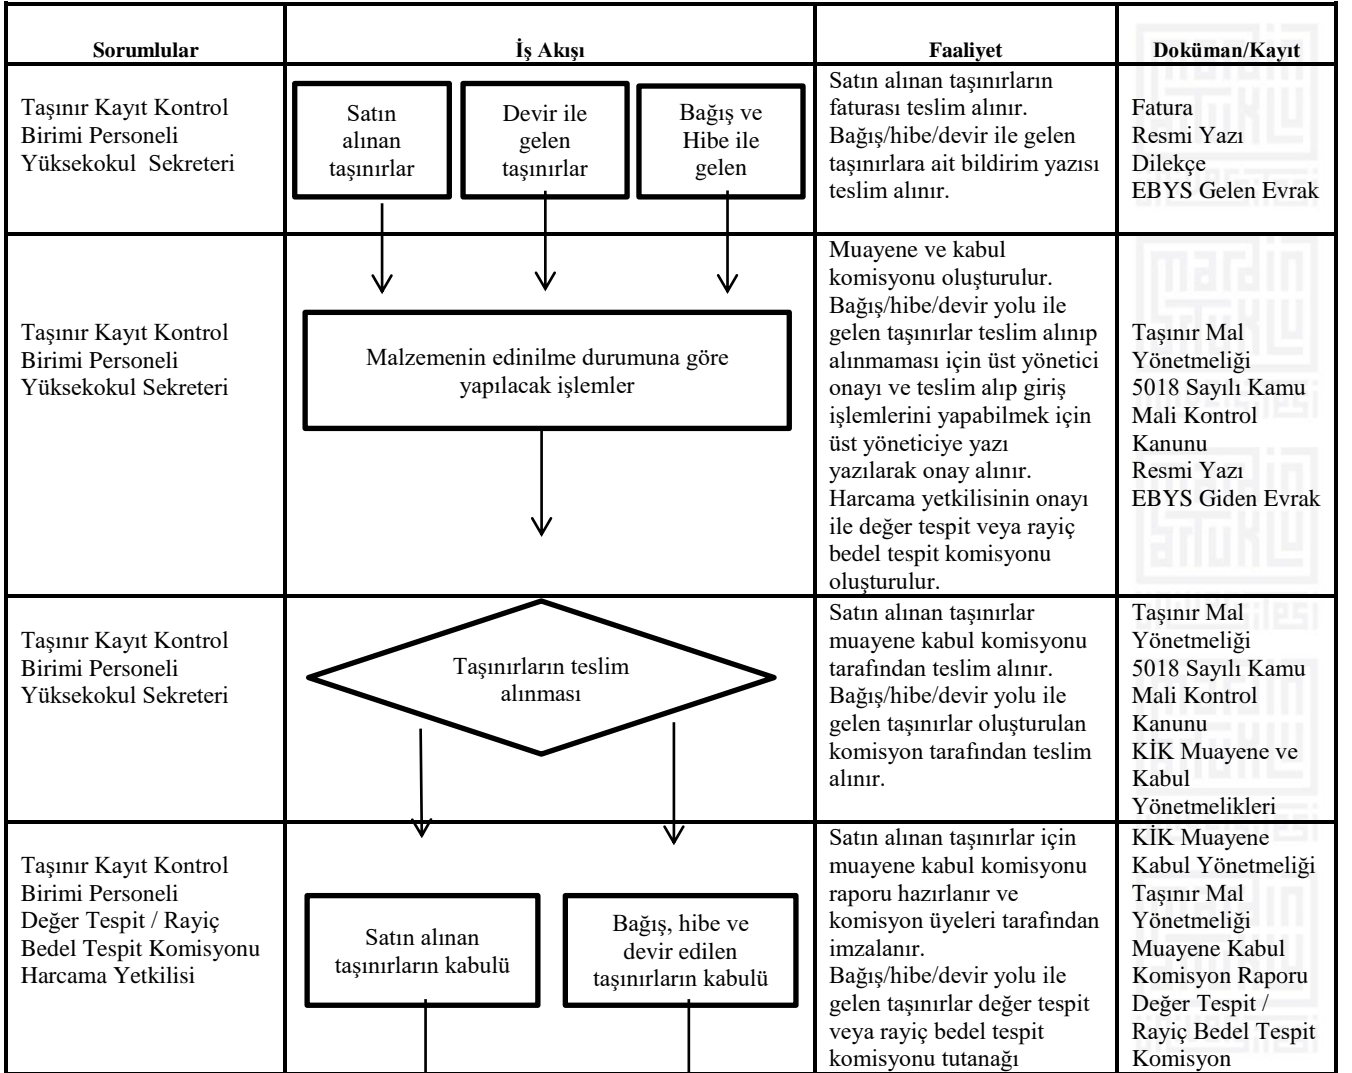 Sorumlular
İş Akışı
Faaliyet
Doküman/Kayıt
Taşınır Kayıt Kontrol
Birimi Personeli
Yüksekokul Sekreteri
Satın
alınan
taşınırlar
Devir ile
gelen
taşınırlar
Bağış ve
Hibe ile
gelen
Satın alınan taşınırların
faturası teslim alınır.
Bağış/hibe/devir ile gelen
taşınırlara ait bildirim yazısı
teslim alınır.
Fatura
Resmi Yazı
Dilekçe
EBYS Gelen Evrak
Taşınır Kayıt Kontrol
Birimi Personeli
Yüksekokul Sekreteri
Malzemenin edinilme durumuna göre
yapılacak işlemler
Muayene ve kabul
komisyonu oluşturulur.
Bağış/hibe/devir yolu ile
gelen taşınırlar teslim alınıp
alınmaması için üst yönetici
onayı ve teslim alıp giriş
işlemlerini yapabilmek için
üst yöneticiye yazı
yazılarak onay alınır.
Harcama yetkilisinin onayı
ile değer tespit veya rayiç
bedel tespit komisyonu
oluşturulur.
Taşınır Mal
Yönetmeliği
5018 Sayılı Kamu
Mali Kontrol
Kanunu
Resmi Yazı
EBYS Giden Evrak
Taşınır Kayıt Kontrol
Birimi Personeli
Yüksekokul Sekreteri
Taşınırların teslim
alınması
Satın alınan taşınırlar
muayene kabul komisyonu
tarafından teslim alınır.
Bağış/hibe/devir yolu ile
gelen taşınırlar oluşturulan
komisyon tarafından teslim
alınır.
Taşınır Mal
Yönetmeliği
5018 Sayılı Kamu
Mali Kontrol
Kanunu
KİK Muayene ve
Kabul
Yönetmelikleri
Taşınır Kayıt Kontrol
Birimi Personeli
Değer Tespit / Rayiç
Bedel Tespit Komisyonu
Harcama Yetkilisi
Satın alınan
taşınırların kabulü
Bağış, hibe ve
devir edilen
taşınırların kabulü
Satın alınan taşınırlar için
muayene kabul komisyonu
raporu hazırlanır ve
komisyon üyeleri tarafından
imzalanır.
Bağış/hibe/devir yolu ile
gelen taşınırlar değer tespit
veya rayiç bedel tespit
komisyonu tutanağı
KİK Muayene
Kabul Yönetmeliği
Taşınır Mal
Yönetmeliği
Muayene Kabul
Komisyon Raporu
Değer Tespit /
Rayiç Bedel Tespit
Komisyon